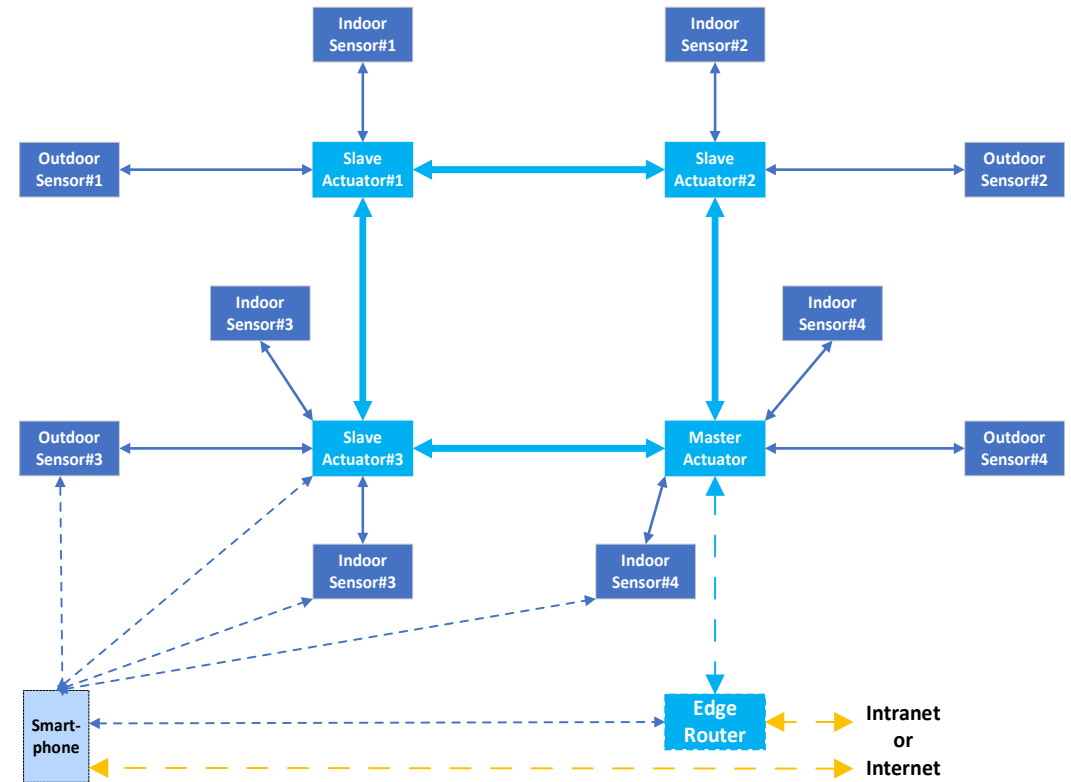 Indoor
Sensor#1
Indoor
Sensor#2
Outdoor
Sensor#1
Slave
Actuator#1
Slave
Actuator#2
Outdoor
Sensor#2
Indoor
Sensor#3
Indoor
Sensor#4
Outdoor
Sensor#3
Slave
Actuator#3
Master
Actuator
Outdoor
Sensor#4
Indoor
Sensor#3
Indoor
Sensor#4
Smart-
phone
Edge
Router
Intranet
or
Internet